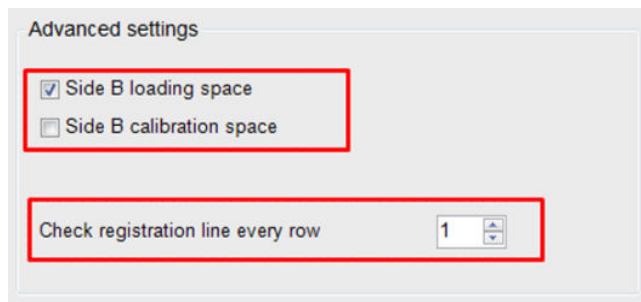 Advanced settings
Side B loading space
Side B calibration space
Check registration line every row 1